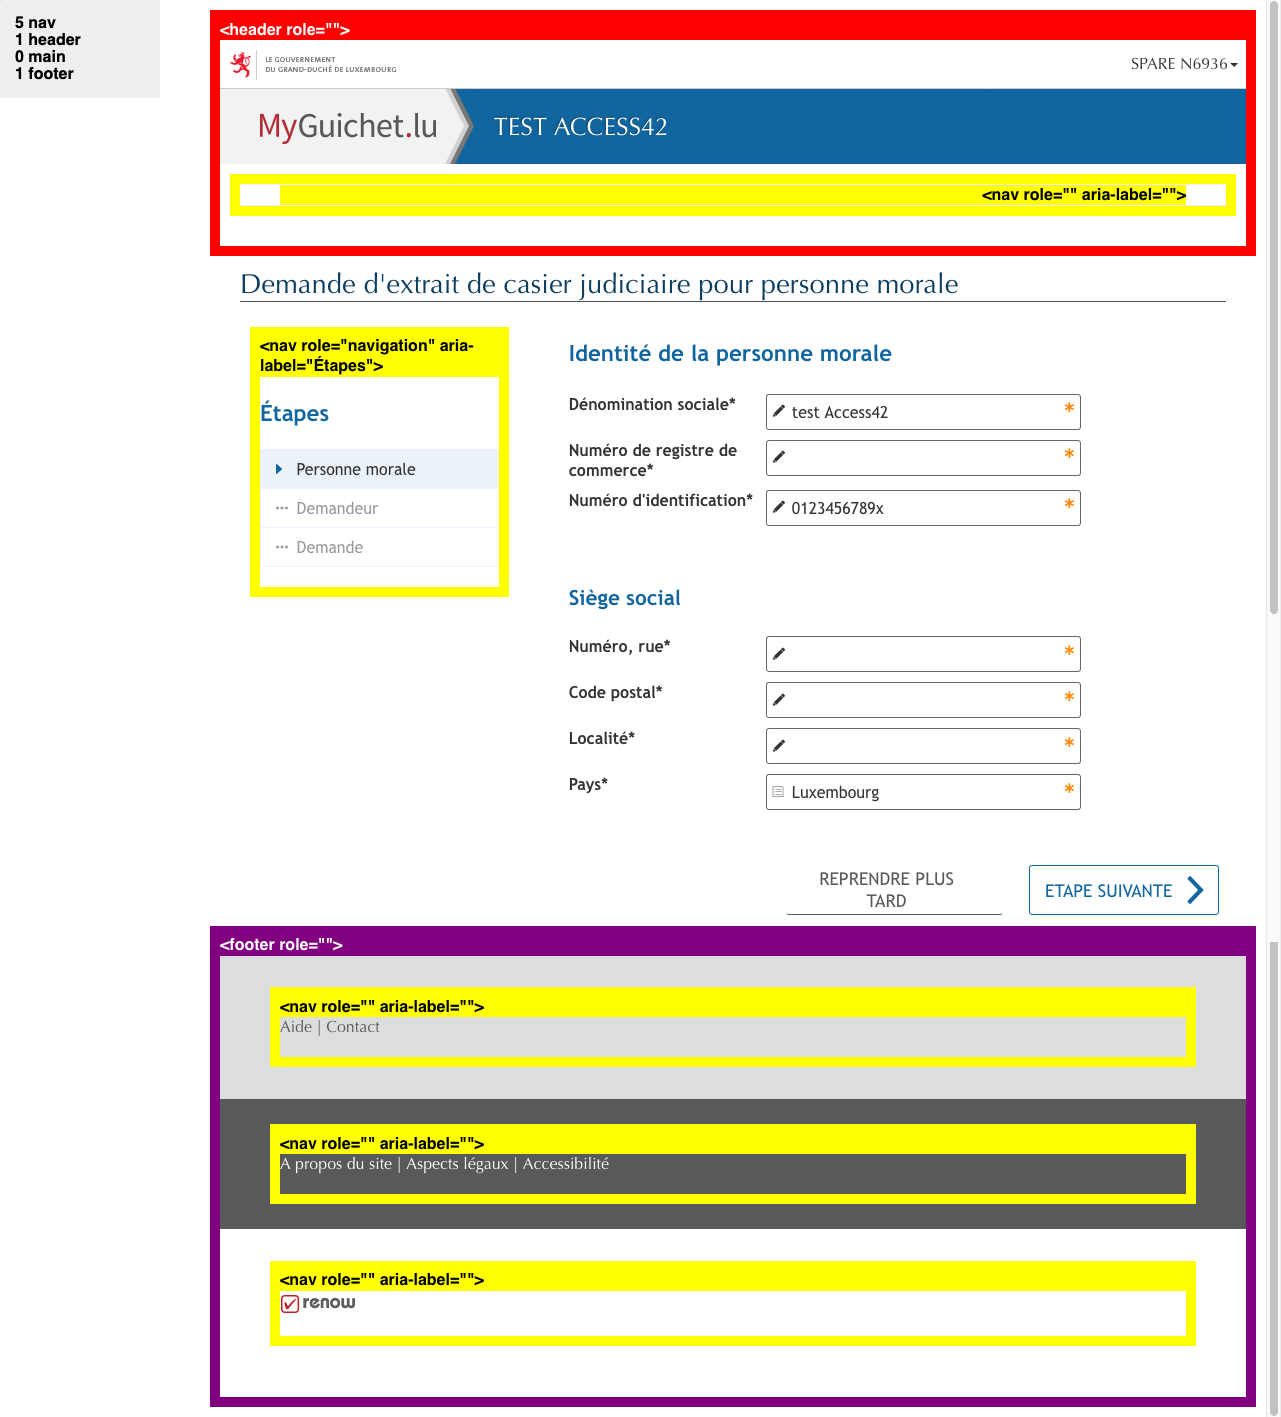 5 nav
1 header
0 main
1 footer
<header role="">
LE GOUVERNEMENT
DU GRAND-DUCHÉ DE LUXEMBOURG
SPARE N6936
MyGuichet.lu
TEST ACCESS42
<nav role="" aria-label="">
Demande d'extrait de casier judiciaire pour personne morale
<nav role="navigation" aria-
label="Étapes">
Étapes
Personne morale
Demandeur
Demande
Identité de la personne morale
Dénomination sociale*
test Access42 *
Numéro de registre de
commerce*
*
Numéro d'identification*
0123456789x *
Siège social
Numéro, rue*
*
Code postal*
*
Localité*
*
Pays*
Luxembourg *
REPRENDRE PLUS
TARD
ETAPE SUIVANTE
<footer role="">
<nav role="" aria-label="">
Aide | Contact
<nav role="" aria-label="">
A propos du site | Aspects légaux | Accessibilité
<nav role="" aria-label="">
renow